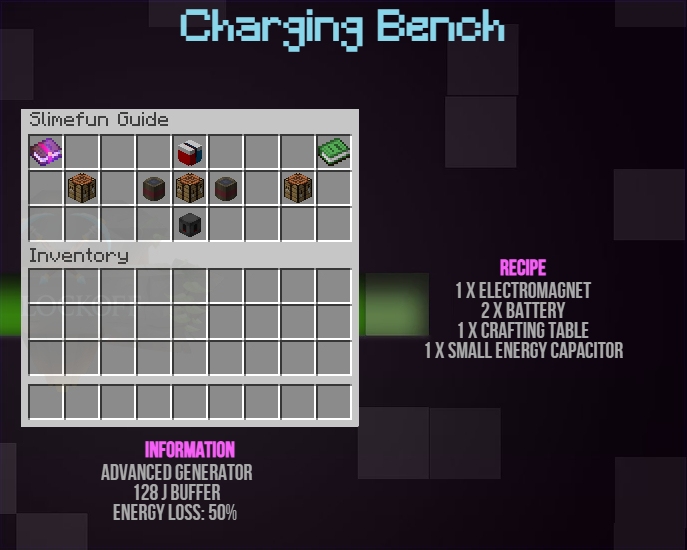 Charging Bench
Slimefun Guide
Inventory
LOCKOFF
RECIPE
1 X ELECTROMAGNET
2 X BATTERY
1 X CRAFTING TABLE
1 X SMALL ENERGY CAPACITOR
INFORMATION
ADVANCED GENERATOR
128 J BUFFER
ENERGY LOSS: 50%